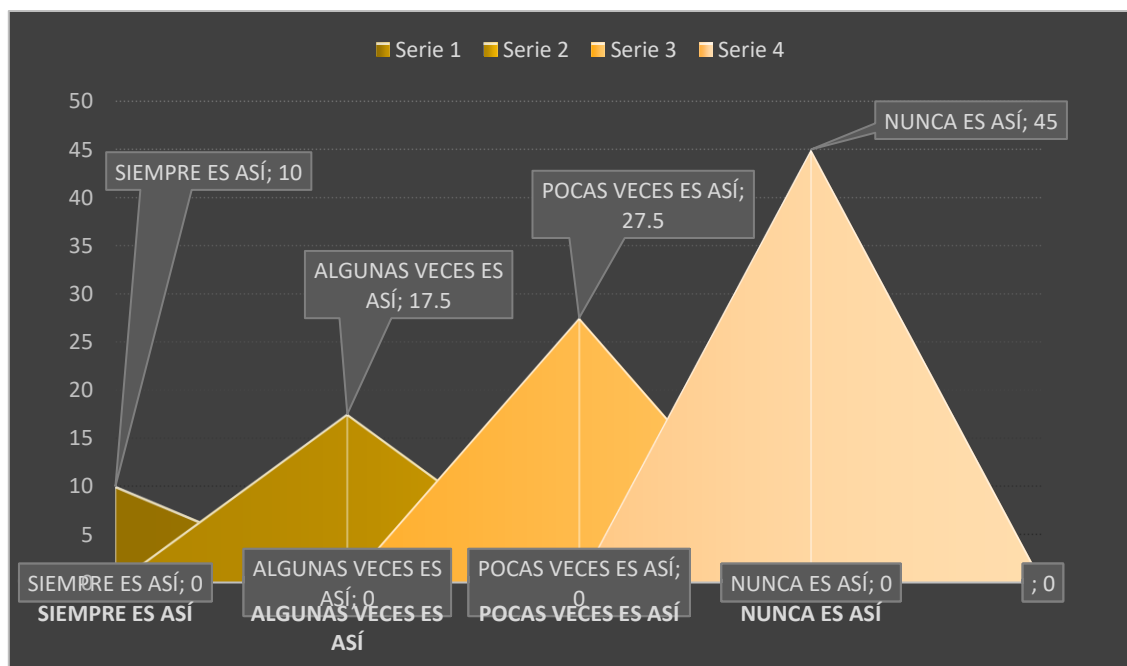 Serie 1 Serie 2 Serie 3 Serie 4
50
45
40
35
30
25
20
15
10
5
0
NUNCA ES ASÍ; 45
SIEMPRE ES ASÍ; 10
POCAS VECES ES ASÍ;
27.5
ALGUNAS VECES ES
ASÍ; 17.5
SIEMPRE ES ASÍ; 0
ALGUNAS VECES ES
ASÍ; 0
POCAS VECES ES ASÍ;
0
NUNCA ES ASÍ; 0
; 0
SIEMPRE ES ASÍ
ALGUNAS VECES ES
ASÍ
POCAS VECES ES ASÍ
NUNCA ES ASÍ